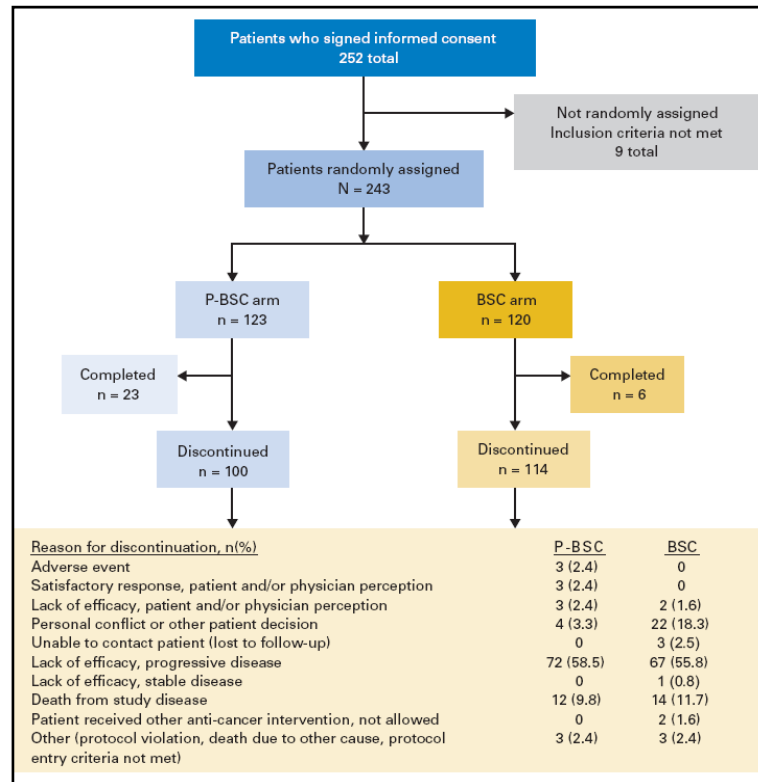 Patients who signed informed consent
252 total
Not randomly assigned
Inclusion criteria not met
9 total
Patients randomly assigned
N = 243
P-BSC arm
n = 123
BSC arm
n = 120
Completed
n = 23
Completed
n = 6
Discontinued
n = 100
Discontinued
n = 114
Reason for discontinuation, n(%) P-BSC BSC
Adverse event 3 (2.4) 0
Satisfactory response, patient and/or physician perception 3 (2.4) 0
Lack of efficacy, patient and/or physician perception 3 (2.4) 2 (1.6)
Personal conflict or other patient decision 4 (3.3) 22 (18.3)
Unable to contact patient (lost to follow-up) 0 3 (2.5)
Lack of efficacy, progressive disease 72 (58.5) 67 (55.8)
Lack of efficacy, stable disease 0 1 (0.8)
Death from study disease 12 (9.8) 14 (11.7)
Patient received other anti-cancer intervention, not allowed 0 2 (1.6)
Other (protocol violation, death due to other cause, protocol 3 (2.4) 3 (2.4)
entry criteria not met)